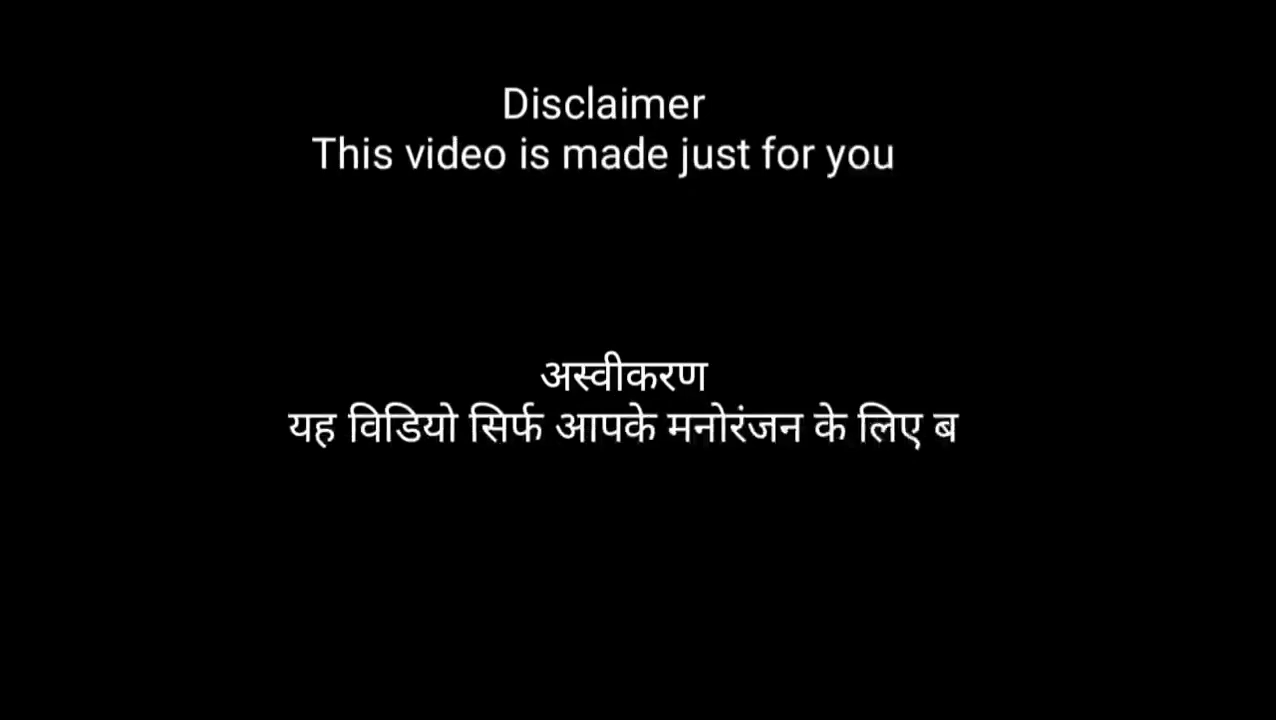 Disclaimer
This video is made just for you
अस्वीकरण
यह विडियो सिर्फ आपके मनोरंजन के लिए ब